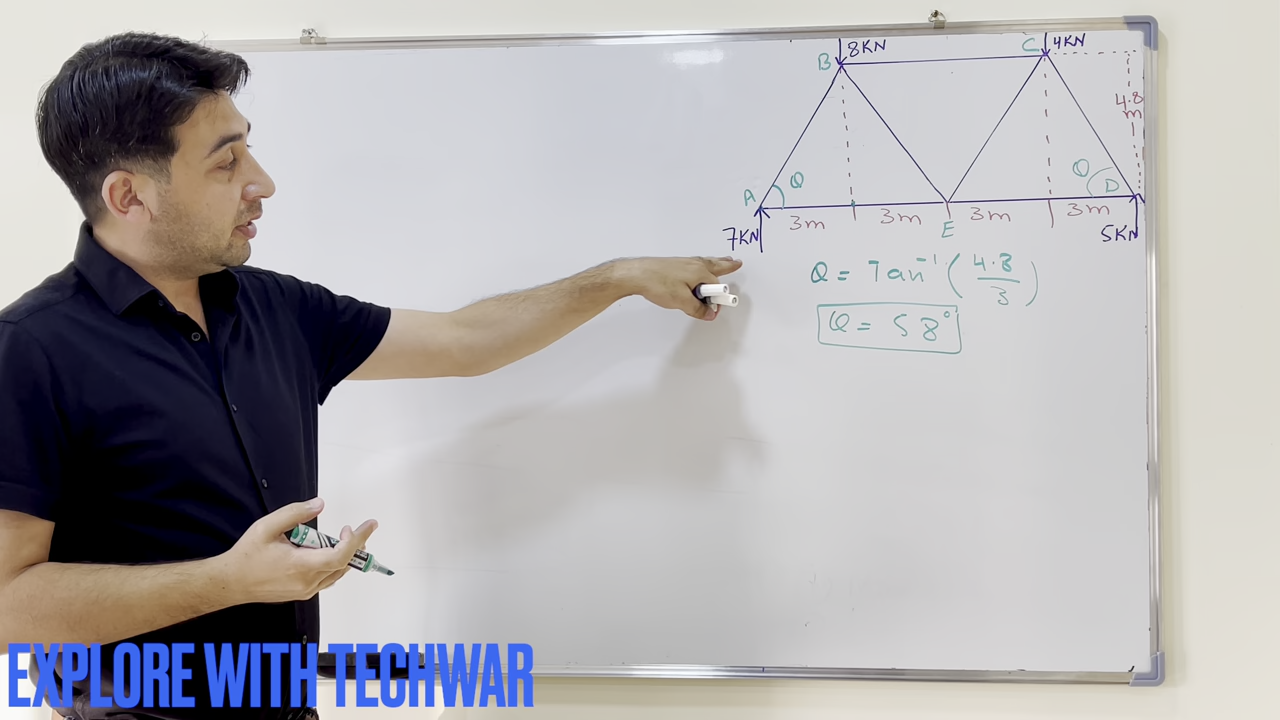 B 8KN C 4KN
4.8
m
A Q Q D
3m 3m 3m 3m
7KN E 5KN
Q = Tan⁻¹ (4.8/3)
Q = 58°
EXPLORE WITH TECHWAR